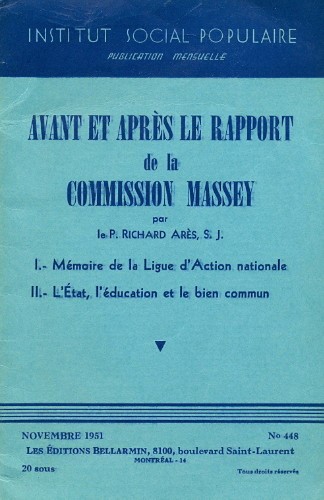 INSTITUT SOCIAL POPULAIRE
PUBLICATION MENSUELLE
AVANT ET APRÈS LE RAPPORT
de la
COMMISSION MASSEY
par
le P. RICHARD ARÈS, S. J.
I.- Mémoire de la Ligue d'Action nationale
II.- L'État, l'éducation et le bien commun
NOVEMBRE 1951 No 448
LES ÉDITIONS BELLARMIN, 8100, boulevard Saint-Laurent
MONTRÉAL - 14
20 sous Tous droits réservés